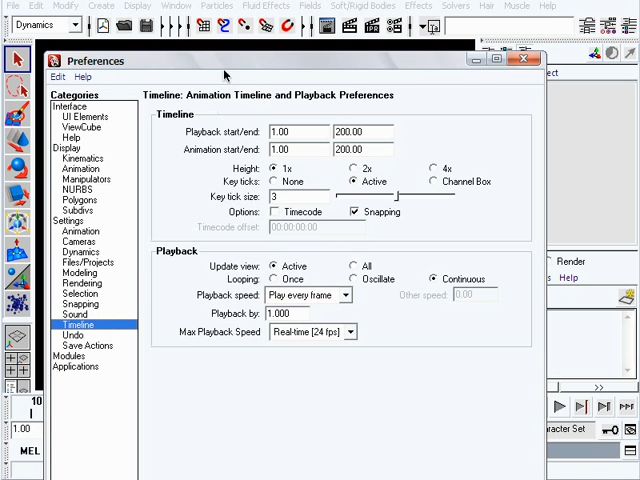 File Edit Modify Create Display Window Particles Fluid Effects Fields Soft/Rigid Bodies Effects Solvers Hair nCloth
Dynamics
Preferences
Edit Help
Categories
Timeline: Animation Timeline and Playback Preferences
Interface
UI Elements
ViewCube
Help
Display
Kinematics
Animation
Manipulators
NURBS
Polygons
Subdivs
Settings
Animation
Cameras
Dynamics
Files/Projects
Modeling
Rendering
Selection
Snapping
Sound
Timeline
Undo
Save Actions
Modules
Applications
Timeline
Playback start/end: 1.00 200.00
Animation start/end: 1.00 200.00
Height: 1x 2x 4x
Key ticks: None Active Channel Box
Key tick size: 3
Options: Timecode Snapping
Timecode offset: 00:00:00:00
Playback
Update view: Active All
Looping: Once Oscillate Continuous
Playback speed: Play every frame Other speed: 0.00
Playback by: 1.000
Max Playback Speed Real-time [24 fps]
ject
Render
s Help
>>
10
1.00
aracter Set
MEL